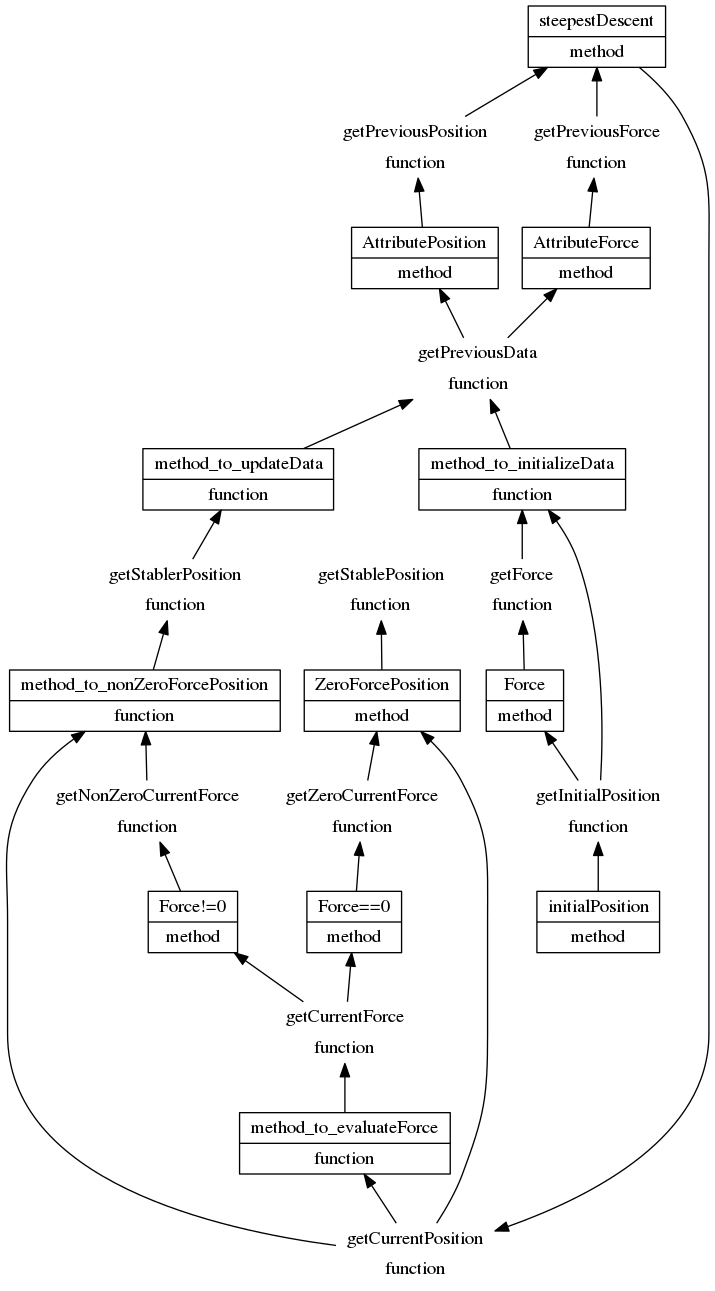 steepestDescent
method
getPreviousPosition
function
getPreviousForce
function
AttributePosition
method
AttributeForce
method
getPreviousData
function
method_to_updateData
function
method_to_initializeData
function
getStablerPosition
function
getStablePosition
function
getForce
function
method_to_nonZeroForcePosition
function
ZeroForcePosition
method
Force
method
getNonZeroCurrentForce
function
getZeroCurrentForce
function
getInitialPosition
function
Force!=0
method
Force==0
method
initialPosition
method
getCurrentForce
function
method_to_evaluateForce
function
getCurrentPosition
function